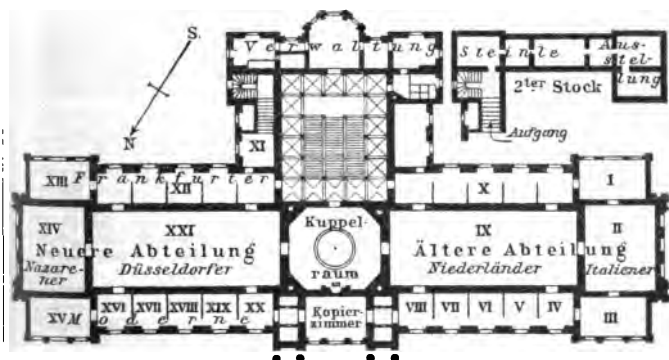 S.
N
Verwaltung
Steinle Ausstellung
2ter Stock
Aufgang
XI
XIII Frankfurter
XII
X
I
XIV
XXI
Kuppelraum
IX
II
Neuere Abteilung
Ältere Abteilung
Nazarener
Düsseldorfer
Niederländer
Italiener
XV Moderne
XVI XVII XVIII XIX XX
Kopierzimmer
VIII VII VI V IV
III